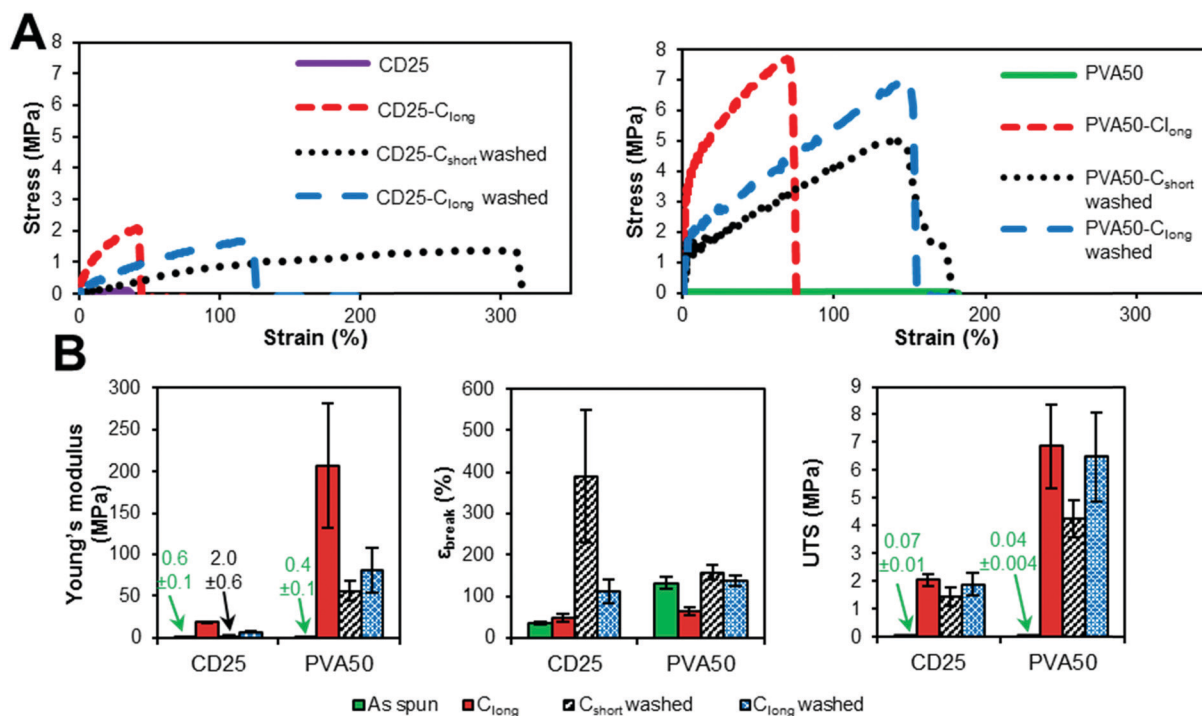 A
8
7
6
5
4
3
2
1
0
Stress (MPa)
0
100
200
300
Strain (%)
CD25
CD25-Clong
CD25-Cshort washed
CD25-Clong washed
8
7
6
5
4
3
2
1
0
Stress (MPa)
0
100
200
300
Strain (%)
PVA50
PVA50-Clong
PVA50-Cshort
washed
PVA50-Clong
washed
B
300
250
200
150
100
50
0
Young's modulus
(MPa)
0.6
±0.1
2.0
±0.6
0.4
±0.1
CD25
PVA50
600
500
400
300
200
100
0
εbreak (%)
CD25
PVA50
9
8
7
6
5
4
3
2
1
0
UTS (MPa)
0.07
±0.01
0.04
±0.004
CD25
PVA50
As spun
Clong
Cshort washed
Clong washed